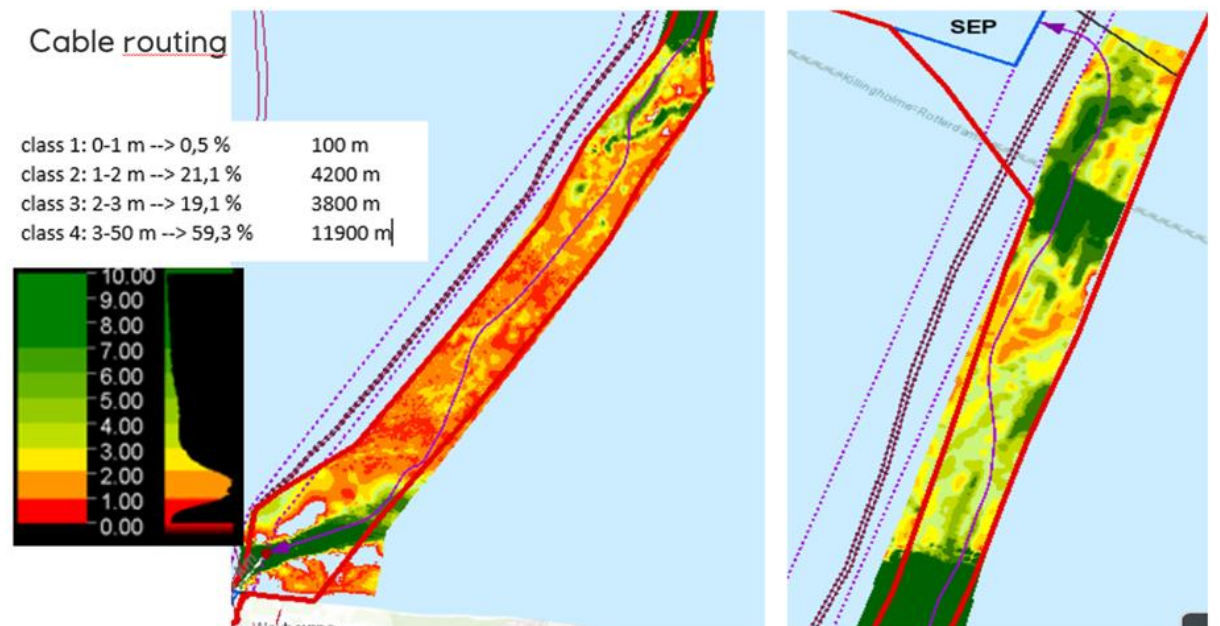 Cable routing
class 1: 0-1 m --> 0,5 % 100 m
class 2: 1-2 m --> 21,1 % 4200 m
class 3: 2-3 m --> 19,1 % 3800 m
class 4: 3-50 m --> 59,3 % 11900 m
10.00
9.00
8.00
7.00
6.00
5.00
4.00
3.00
2.00
1.00
0.00
SEP
Killingholme-Rotterdam